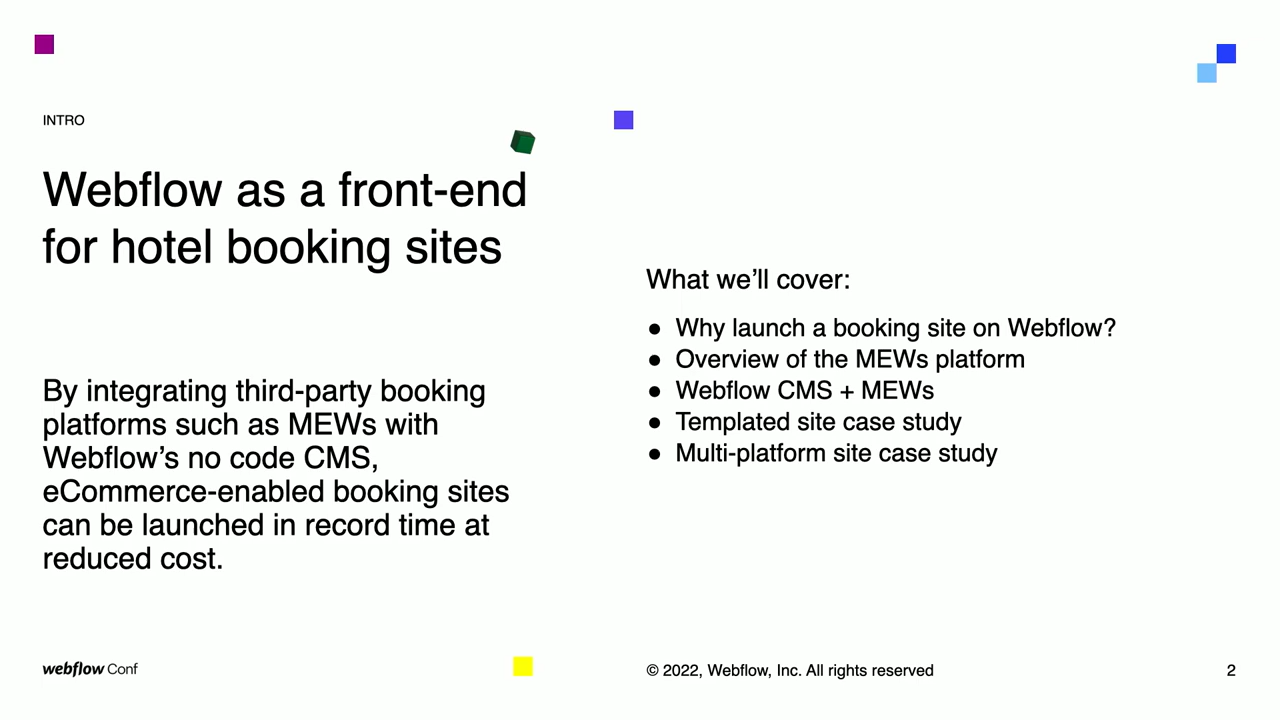 INTRO
Webflow as a front-end
for hotel booking sites
By integrating third-party booking
platforms such as MEWs with
Webflow’s no code CMS,
eCommerce-enabled booking sites
can be launched in record time at
reduced cost.
What we’ll cover:
● Why launch a booking site on Webflow?
● Overview of the MEWs platform
● Webflow CMS + MEWs
● Templated site case study
● Multi-platform site case study
webflow Conf
© 2022, Webflow, Inc. All rights reserved
2